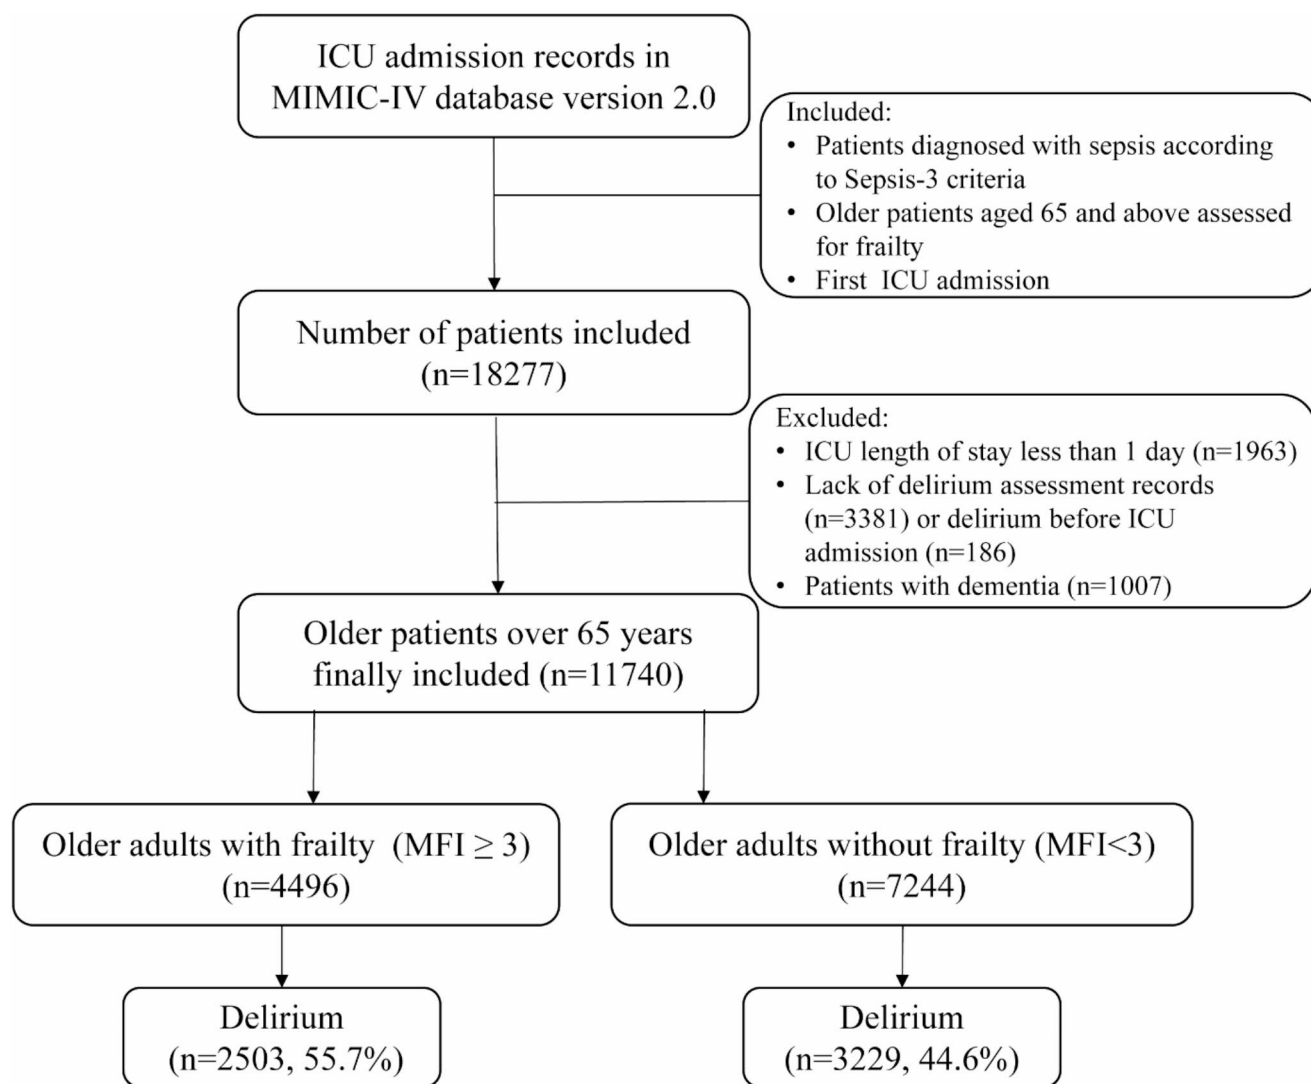 ICU admission records in
MIMIC-IV database version 2.0
Included:
• Patients diagnosed with sepsis according
to Sepsis-3 criteria
• Older patients aged 65 and above assessed
for frailty
• First ICU admission
Number of patients included
(n=18277)
Excluded:
• ICU length of stay less than 1 day (n=1963)
• Lack of delirium assessment records
(n=3381) or delirium before ICU
admission (n=186)
• Patients with dementia (n=1007)
Older patients over 65 years
finally included (n=11740)
Older adults with frailty (MFI ≥ 3)
(n=4496)
Older adults without frailty (MFI<3)
(n=7244)
Delirium
(n=2503, 55.7%)
Delirium
(n=3229, 44.6%)